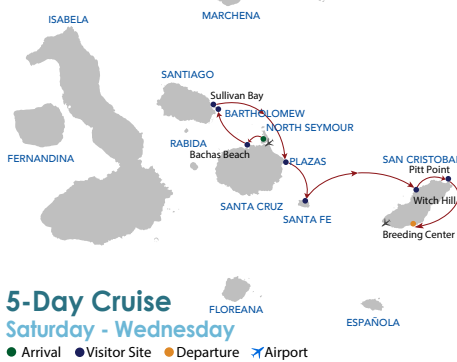 MARCHENA
ISABELA
SANTIAGO
Sullivan Bay
BARTHOLOMEW
NORTH SEYMOUR
RABIDA
Bachas Beach
FERNANDINA
PLAZAS
SAN CRISTOBA
Pitt Point
Witch Hill
SANTA CRUZ
SANTA FE
Breeding Center
5-Day Cruise
Saturday - Wednesday
FLOREANA
ESPAÑOLA
Arrival Visitor Site Departure Airport